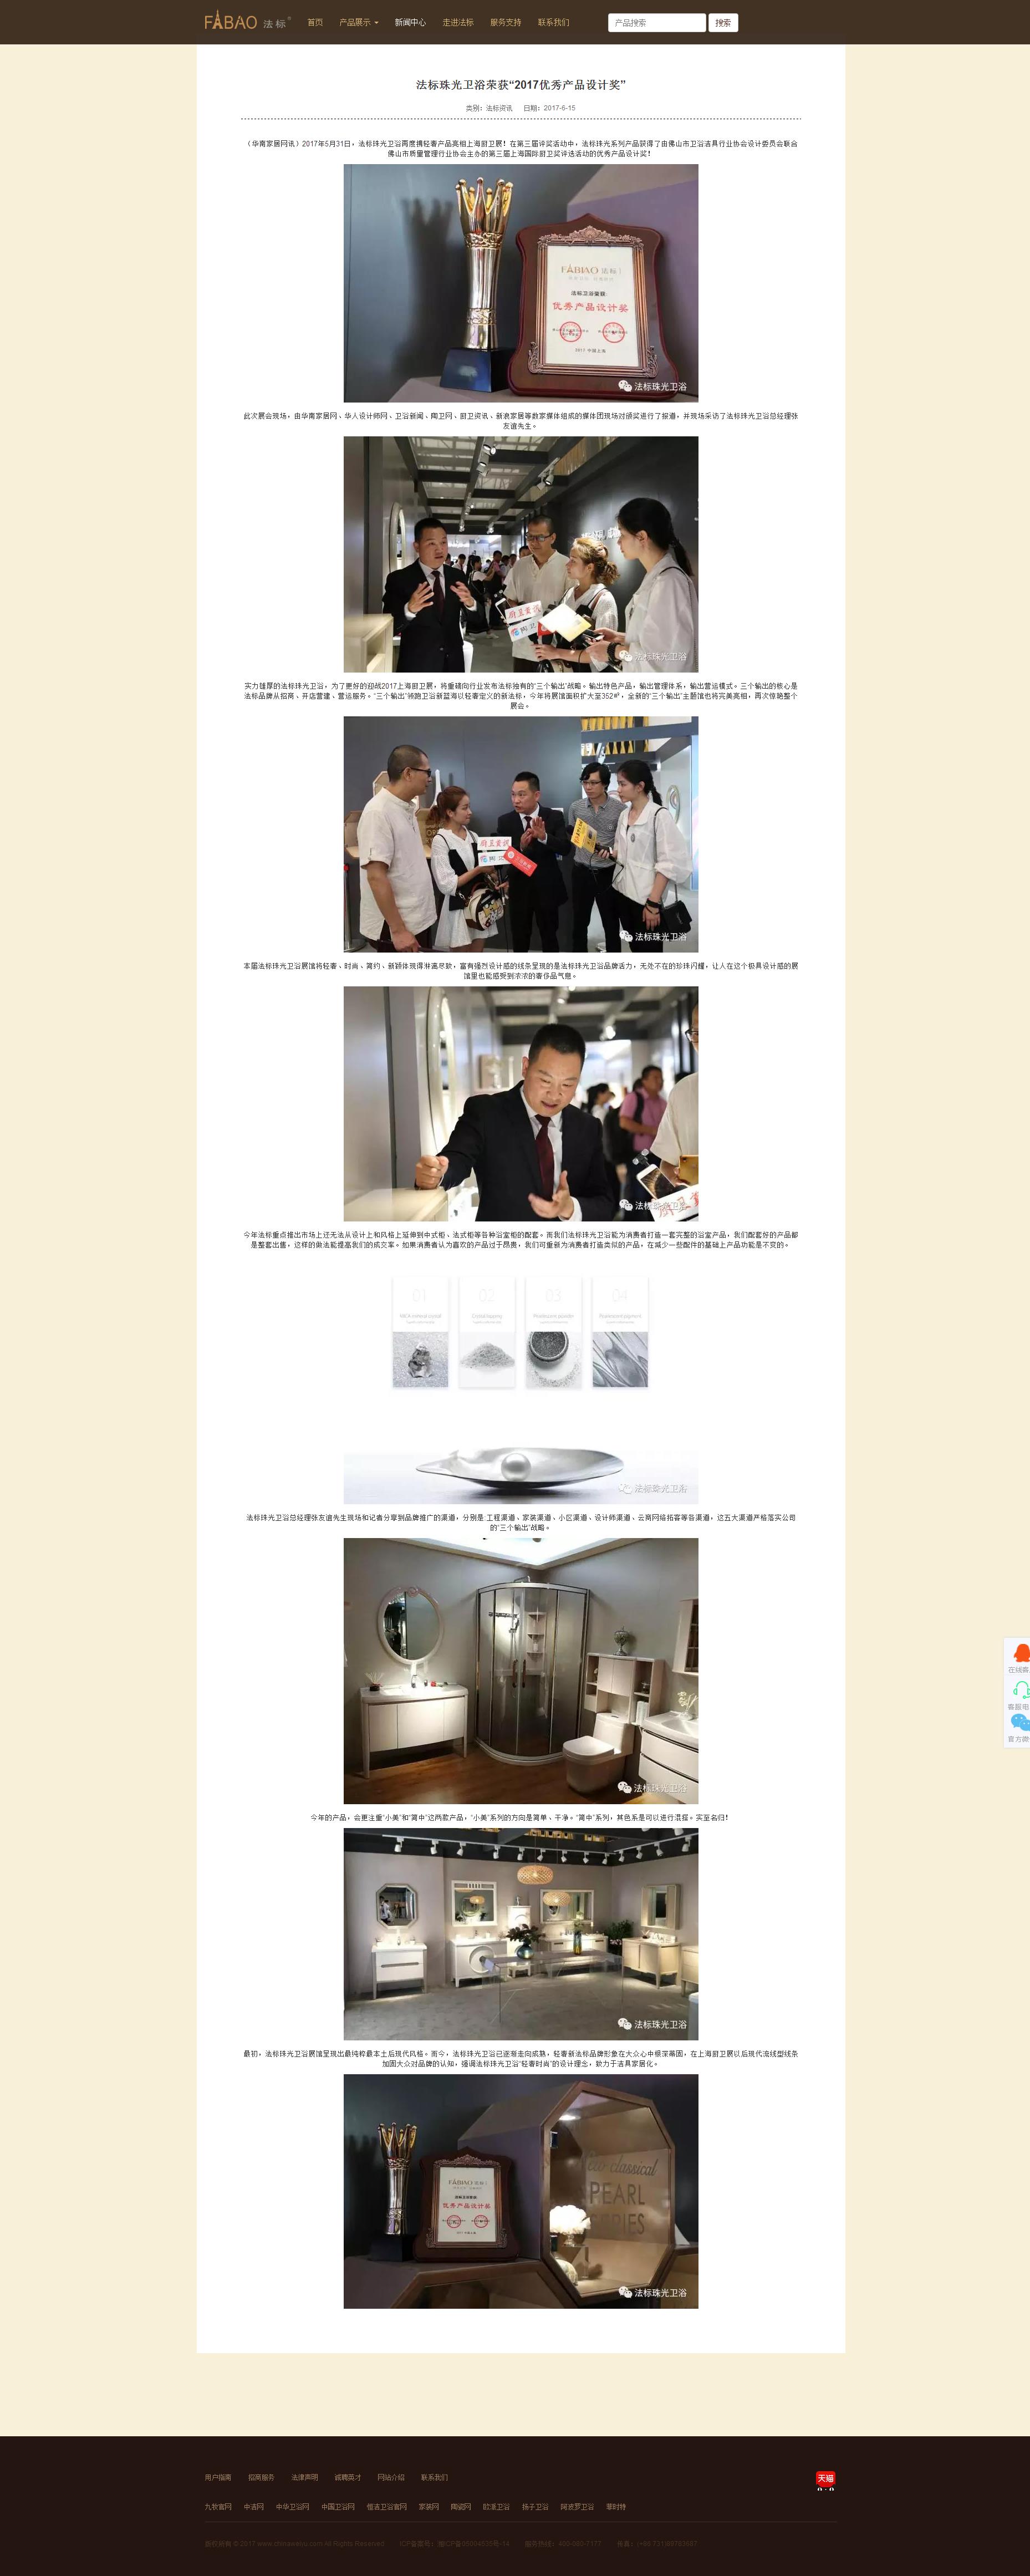 FABAO 法标
首页 产品展示 新闻中心 走进法标 服务支持 联系我们 产品搜索 搜索
法标珠光卫浴荣获“2017优秀产品设计奖”
类别：法标资讯 日期：2017-6-15
（华南家居网讯）2017年5月31日，法标珠光卫浴再度携轻奢产品亮相上海厨卫展！在第三届评奖活动中，法标珠光系列产品获得了由佛山市卫浴洁具行业协会设计委员会联合
佛山市质量管理行业协会主办的第三届上海国际厨卫奖评选活动的优秀产品设计奖！
FABIAO 法标
法标卫浴荣获:
优秀产品设计奖
2017 中国上海
法标珠光卫浴
此次展会现场，由华南家居网、华人设计师网、卫浴新闻、陶卫网、厨卫资讯、新浪家居等数家媒体组成的媒体团现场对颁奖进行了报道，并现场采访了法标珠光卫浴总经理张
友谊先生。
厨卫资讯
法标珠光卫浴
实力雄厚的法标珠光卫浴，为了更好的迎战2017上海厨卫展，将重磅向行业发布法标独有的“三个输出”战略。输出特色产品，输出管理体系，输出营运模式。三个输出的核心是
法标品牌从招商、开店营建、营运服务。“三个输出”领跑卫浴新蓝海以轻奢定义的新法标，今年将展馆面积扩大至352㎡，全新的“三个输出”主题馆也将完美亮相，再次惊艳整个
展会。
厨卫资讯
法标珠光卫浴
本届法标珠光卫浴展馆将轻奢、时尚、简约、新颖体现得淋漓尽致，富有强烈设计感的线条呈现的是法标珠光卫浴品牌活力，无处不在的珍珠闪耀，让人在这个极具设计感的展
馆里也能感受到浓浓的奢侈品气息。
法标珠光卫浴
今年法标重点推出市场上还无法从设计上和风格上延伸到中式柜、法式柜等各种浴室柜的配套。而我们法标珠光卫浴能为消费者打造一套完整的浴室产品，我们配套好的产品都
是整套出售，这样的做法能提高我们的成交率。如果消费者认为喜欢的产品过于昂贵，我们可重新为消费者打造类似的产品，在减少一些配件的基础上产品功能是不变的。
01 02 03 04
法标珠光卫浴
法标珠光卫浴总经理张友谊先生现场和记者分享到品牌推广的渠道，分别是:工程渠道、家装渠道、小区渠道、设计师渠道、云商网络拓客等各渠道，这五大渠道严格落实公司
的“三个输出”战略。
法标珠光卫浴
今年的产品，会更注重“小美”和“简中”这两款产品，“小美”系列的方向是简单、干净。“简中”系列，其色系是可以进行混搭。实至名归！
法标珠光卫浴
最初，法标珠光卫浴展馆呈现出最纯粹最本土后现代风格。而今，法标珠光卫浴已逐渐走向成熟，轻奢新法标品牌形象在大众心中根深蒂固，在上海厨卫展以后现代流线型线条
加固大众对品牌的认知，强调法标珠光卫浴“轻奢时尚”的设计理念，致力于洁具家居化。
FABIAO 法标
优秀产品设计奖
classical
PEARL
法标珠光卫浴
在线客
客服电
官方微
用户指南 招商服务 法律声明 诚聘英才 网站介绍 联系我们
天猫
九牧官网 中洁网 中华卫浴网 中国卫浴网 恒洁卫浴官网 家装网 陶瓷网 欧派卫浴 扬子卫浴 阿波罗卫浴 摩时特